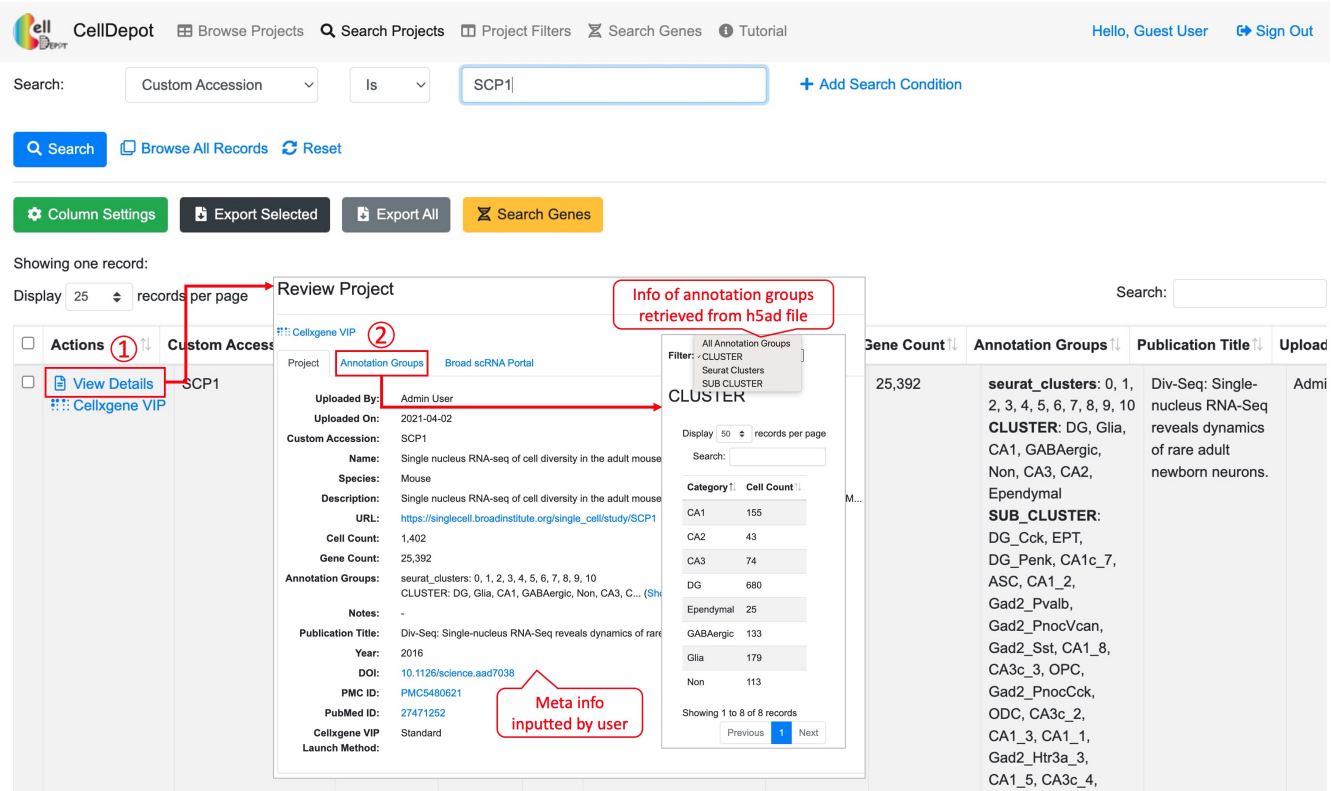 Cell Depot CellDepot Browse Projects Search Projects Project Filters Search Genes Tutorial Hello, Guest User Sign Out
Search: Custom Accession Is SCP1 Add Search Condition
Search Browse All Records Reset
Column Settings Export Selected Export All Search Genes
Showing one record:
Display 25 records per page Search:
Actions Custom Access Gene Count Annotation Groups Publication Title Upload
①
View Details SCP1 25,392 Div-Seq: Single- Admi
Cellxgene VIP nucleus RNA-Seq
reveals dynamics
of rare adult
newborn neurons.
seurat_clusters: 0, 1,
2, 3, 4, 5, 6, 7, 8, 9, 10
CLUSTER: DG, Glia,
CA1, GABAergic,
Non, CA3, CA2,
Ependymal
SUB_CLUSTER:
DG_Cck, EPT,
DG_Penk, CA1c_7,
ASC, CA1_2,
Gad2_Pvalb,
Gad2_PnocVcan,
Gad2_Sst, CA1_8,
CA3c_3, OPC,
Gad2_PnocCck,
ODC, CA3c_2,
CA1_3, CA1_1,
Gad2_Htr3a_3,
CA1_5, CA3c_4,
Review Project
Cellxgene VIP
②
Project Annotation Groups Broad scRNA Portal
Uploaded By: Admin User
Uploaded On: 2021-04-02
Custom Accession: SCP1
Name: Single nucleus RNA-seq of cell diversity in the adult mouse
Species: Mouse
Description: Single nucleus RNA-seq of cell diversity in the adult mouse M...
URL: https://singlecell.broadinstitute.org/single_cell/study/SCP1
Cell Count: 1,402
Gene Count: 25,392
Annotation Groups: seurat_clusters: 0, 1, 2, 3, 4, 5, 6, 7, 8, 9, 10
CLUSTER: DG, Glia, CA1, GABAergic, Non, CA3, C... (Sho
Notes: -
Publication Title: Div-Seq: Single-nucleus RNA-Seq reveals dynamics of rare
Year: 2016
DOI: 10.1126/science.aad7038
PMC ID: PMC5480621
PubMed ID: 27471252
Cellxgene VIP Standard
Launch Method:
Meta info
inputted by user
Info of annotation groups
retrieved from h5ad file
Filter:
All Annotation Groups
✓CLUSTER
Seurat Clusters
SUB CLUSTER
CLUSTER
Display 50 records per page
Search:
Category Cell Count
CA1 155
CA2 43
CA3 74
DG 680
Ependymal 25
GABAergic 133
Glia 179
Non 113
Showing 1 to 8 of 8 records
Previous 1 Next